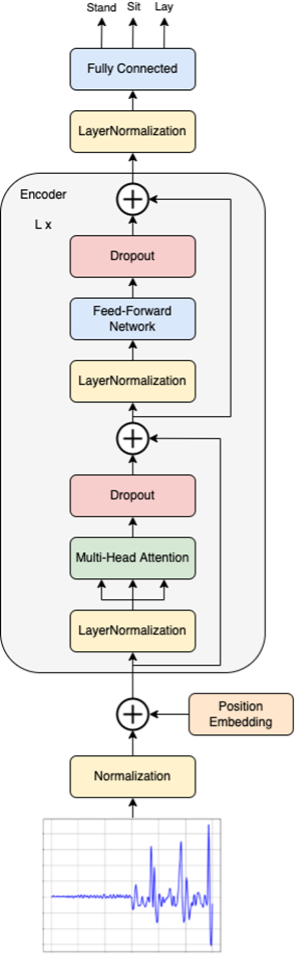 Stand Sit Lay
Fully Connected
LayerNormalization
Encoder
L x
Dropout
Feed-Forward
Network
LayerNormalization
Dropout
Multi-Head Attention
LayerNormalization
Position
Embedding
Normalization